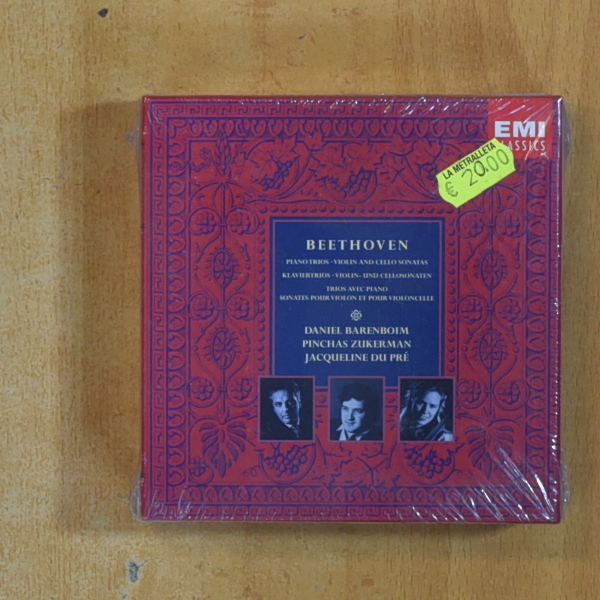 EMI
CLASSICS
LA METRALLETA
€ 20.00
BEETHOVEN
PIANO TRIOS · VIOLIN AND CELLO SONATAS
KLAVIERTRIOS · VIOLIN- UND CELLOSONATEN
TRIOS AVEC PIANO
SONATES POUR VIOLON ET POUR VIOLONCELLE
DANIEL BARENBOIM
PINCHAS ZUKERMAN
JACQUELINE DU PRÉ